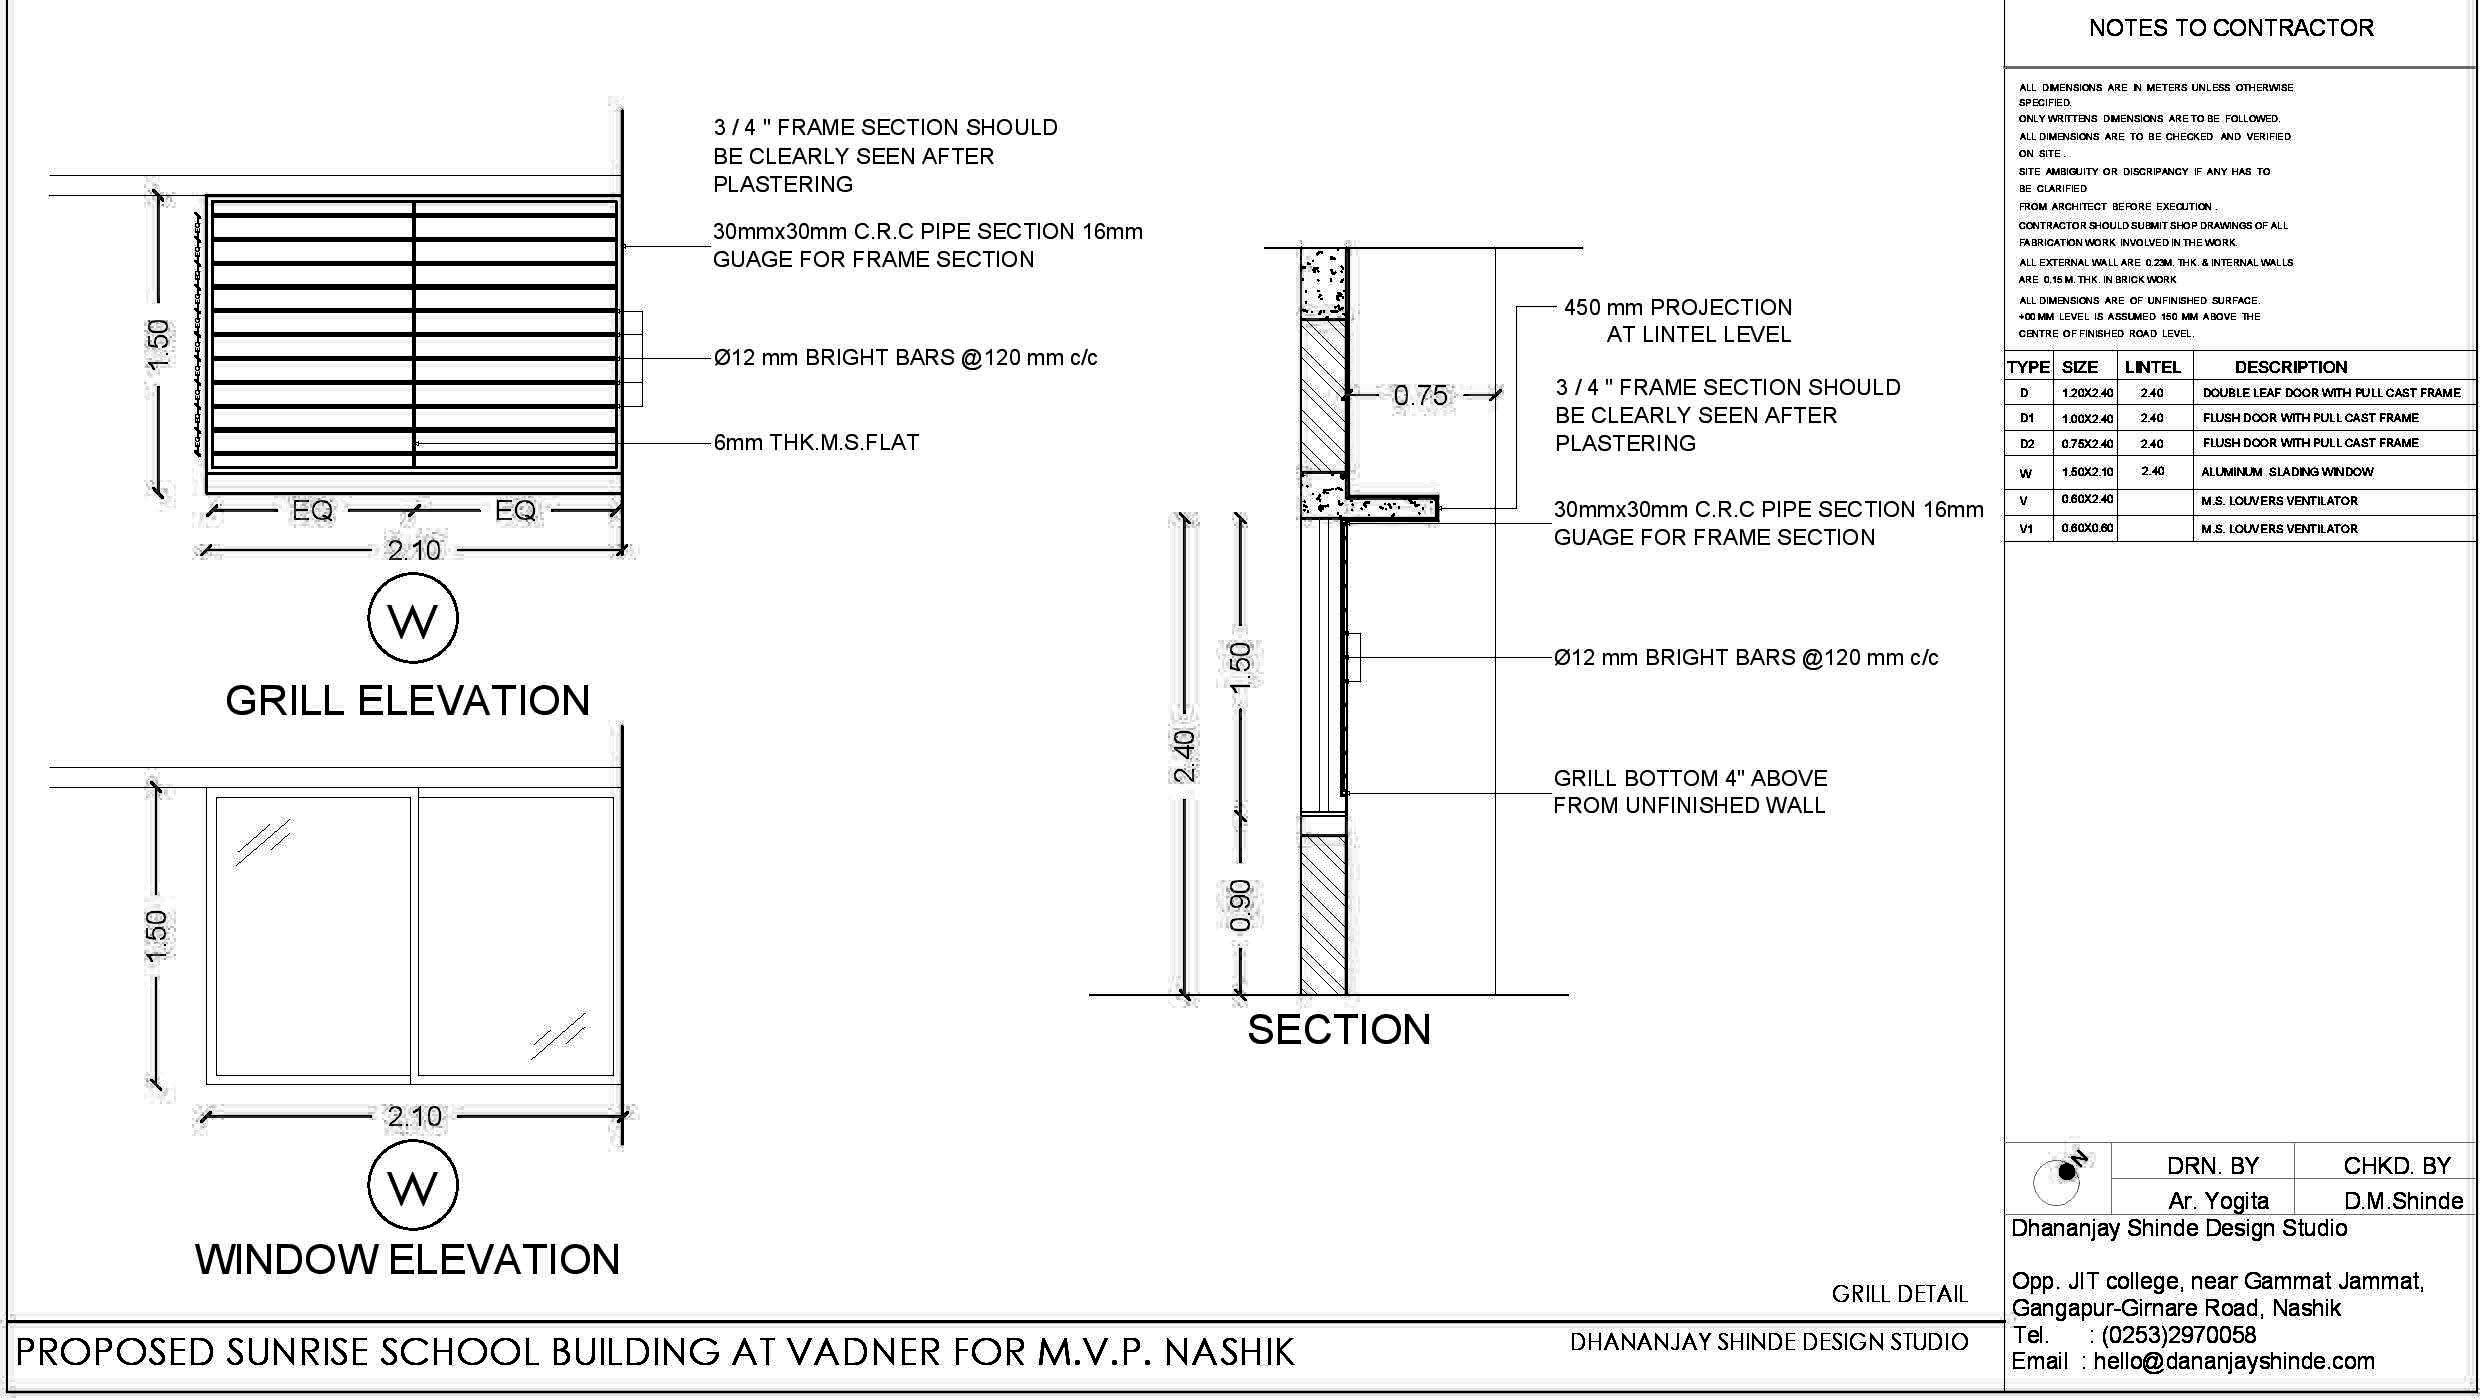 3 / 4 " FRAME SECTION SHOULD
BE CLEARLY SEEN AFTER
PLASTERING
30mmx30mm C.R.C PIPE SECTION 16mm
GUAGE FOR FRAME SECTION
Ø12 mm BRIGHT BARS @120 mm c/c
6mm THK.M.S.FLAT
1.50
EQ EQ
2.10
W
GRILL ELEVATION
1.50
2.10
W
WINDOW ELEVATION
450 mm PROJECTION
AT LINTEL LEVEL
0.75
3 / 4 " FRAME SECTION SHOULD
BE CLEARLY SEEN AFTER
PLASTERING
30mmx30mm C.R.C PIPE SECTION 16mm
GUAGE FOR FRAME SECTION
1.50
Ø12 mm BRIGHT BARS @120 mm c/c
2.40
GRILL BOTTOM 4" ABOVE
FROM UNFINISHED WALL
0.90
SECTION
GRILL DETAIL
PROPOSED SUNRISE SCHOOL BUILDING AT VADNER FOR M.V.P. NASHIK
DHANANJAY SHINDE DESIGN STUDIO
NOTES TO CONTRACTOR
ALL DIMENSIONS ARE IN METERS UNLESS OTHERWISE
SPECIFIED.
ONLY WRITTENS DIMENSIONS ARE TO BE FOLLOWED.
ALL DIMENSIONS ARE TO BE CHECKED AND VERIFIED
ON SITE .
SITE AMBIGUITY OR DISCRIPANCY IF ANY HAS TO
BE CLARIFIED
FROM ARCHITECT BEFORE EXECUTION .
CONTRACTOR SHOULD SUBMIT SHOP DRAWINGS OF ALL
FABRICATION WORK INVOLVED IN THE WORK.
ALL EXTERNAL WALL ARE 0.23M. THK. & INTERNAL WALLS
ARE 0.15 M. THK. IN BRICK WORK
ALL DIMENSIONS ARE OF UNFINISHED SURFACE.
+00 MM LEVEL IS ASSUMED 150 MM ABOVE THE
CENTRE OF FINISHED ROAD LEVEL.
TYPE SIZE LINTEL DESCRIPTION
D 1.20X2.40 2.40 DOUBLE LEAF DOOR WITH PULL CAST FRAME
D1 1.00X2.40 2.40 FLUSH DOOR WITH PULL CAST FRAME
D2 0.75X2.40 2.40 FLUSH DOOR WITH PULL CAST FRAME
W 1.50X2.10 2.40 ALUMINUM SLADING WINDOW
V 0.60X2.40 M.S. LOUVERS VENTILATOR
V1 0.60X0.60 M.S. LOUVERS VENTILATOR
N
DRN. BY CHKD. BY
Ar. Yogita D.M.Shinde
Dhananjay Shinde Design Studio
Opp. JIT college, near Gammat Jammat,
Gangapur-Girnare Road, Nashik
Tel. : (0253)2970058
Email : hello@dananjayshinde.com